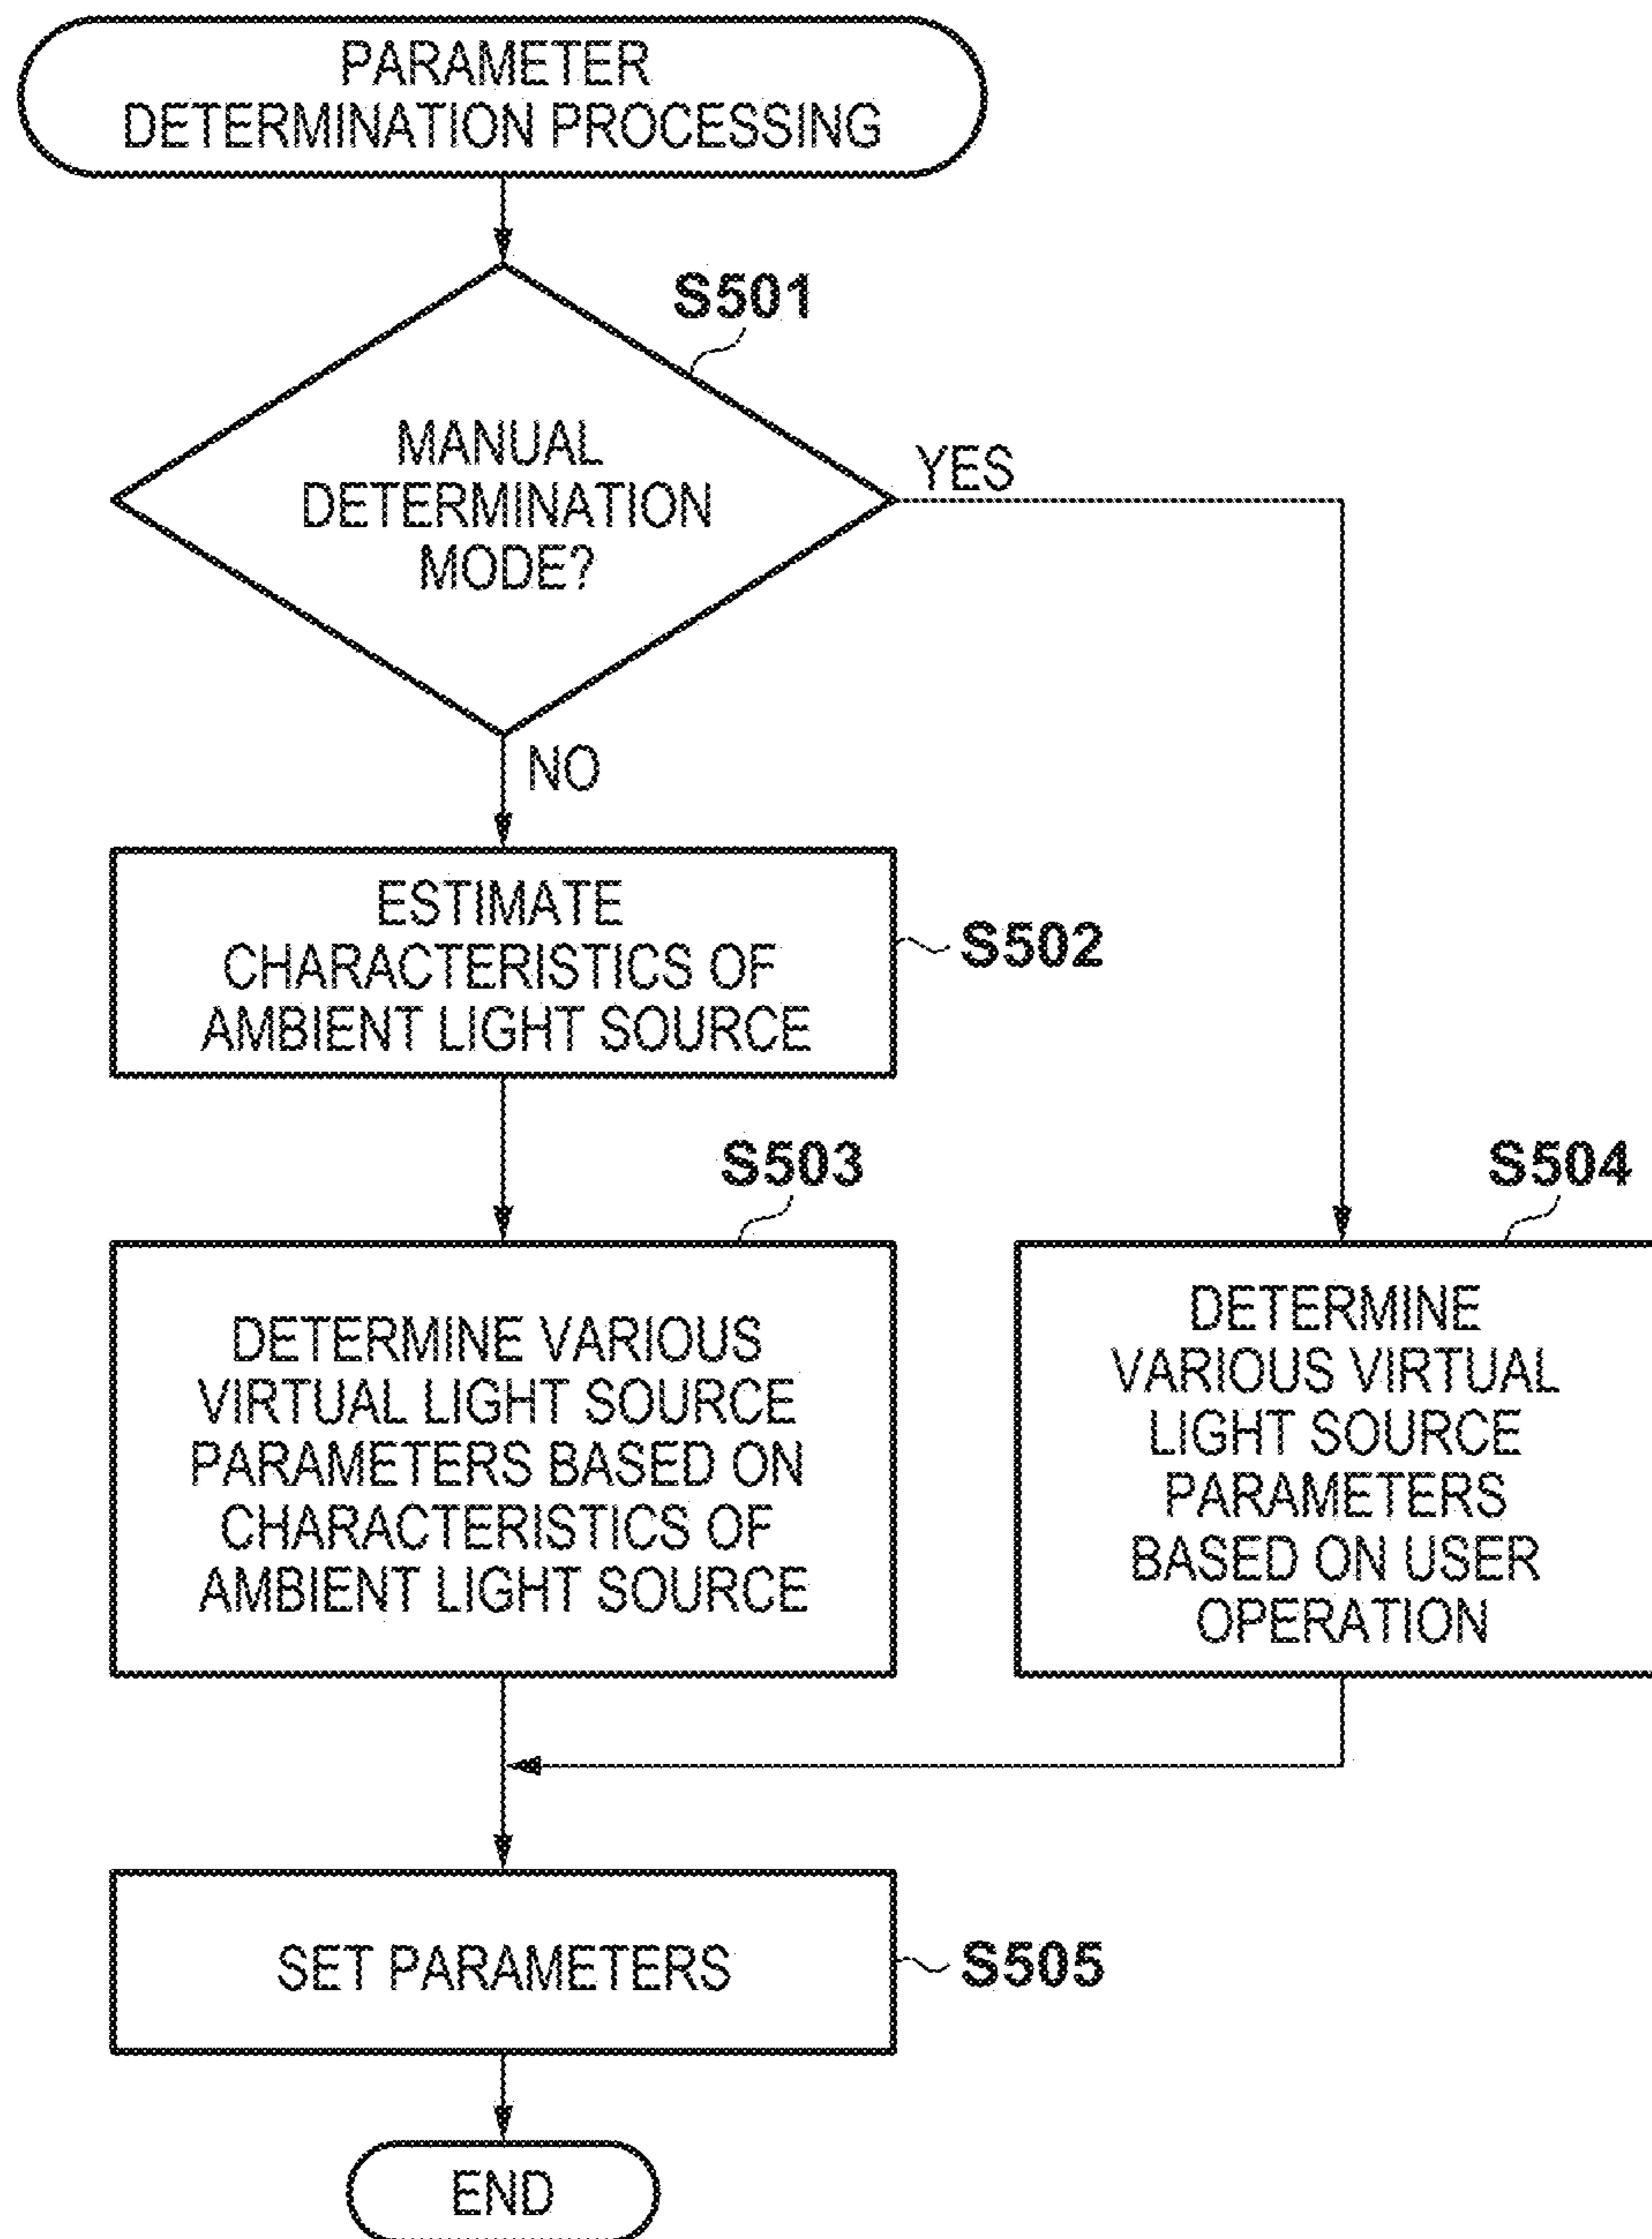 PARAMETER
DETERMINATION PROCESSING
S501
MANUAL
DETERMINATION
MODE?
YES
NO
ESTIMATE
CHARACTERISTICS OF
AMBIENT LIGHT SOURCE
S502
S503
DETERMINE VARIOUS
VIRTUAL LIGHT SOURCE
PARAMETERS BASED ON
CHARACTERISTICS OF
AMBIENT LIGHT SOURCE
S504
DETERMINE
VARIOUS VIRTUAL
LIGHT SOURCE
PARAMETERS
BASED ON USER
OPERATION
SET PARAMETERS
S505
END